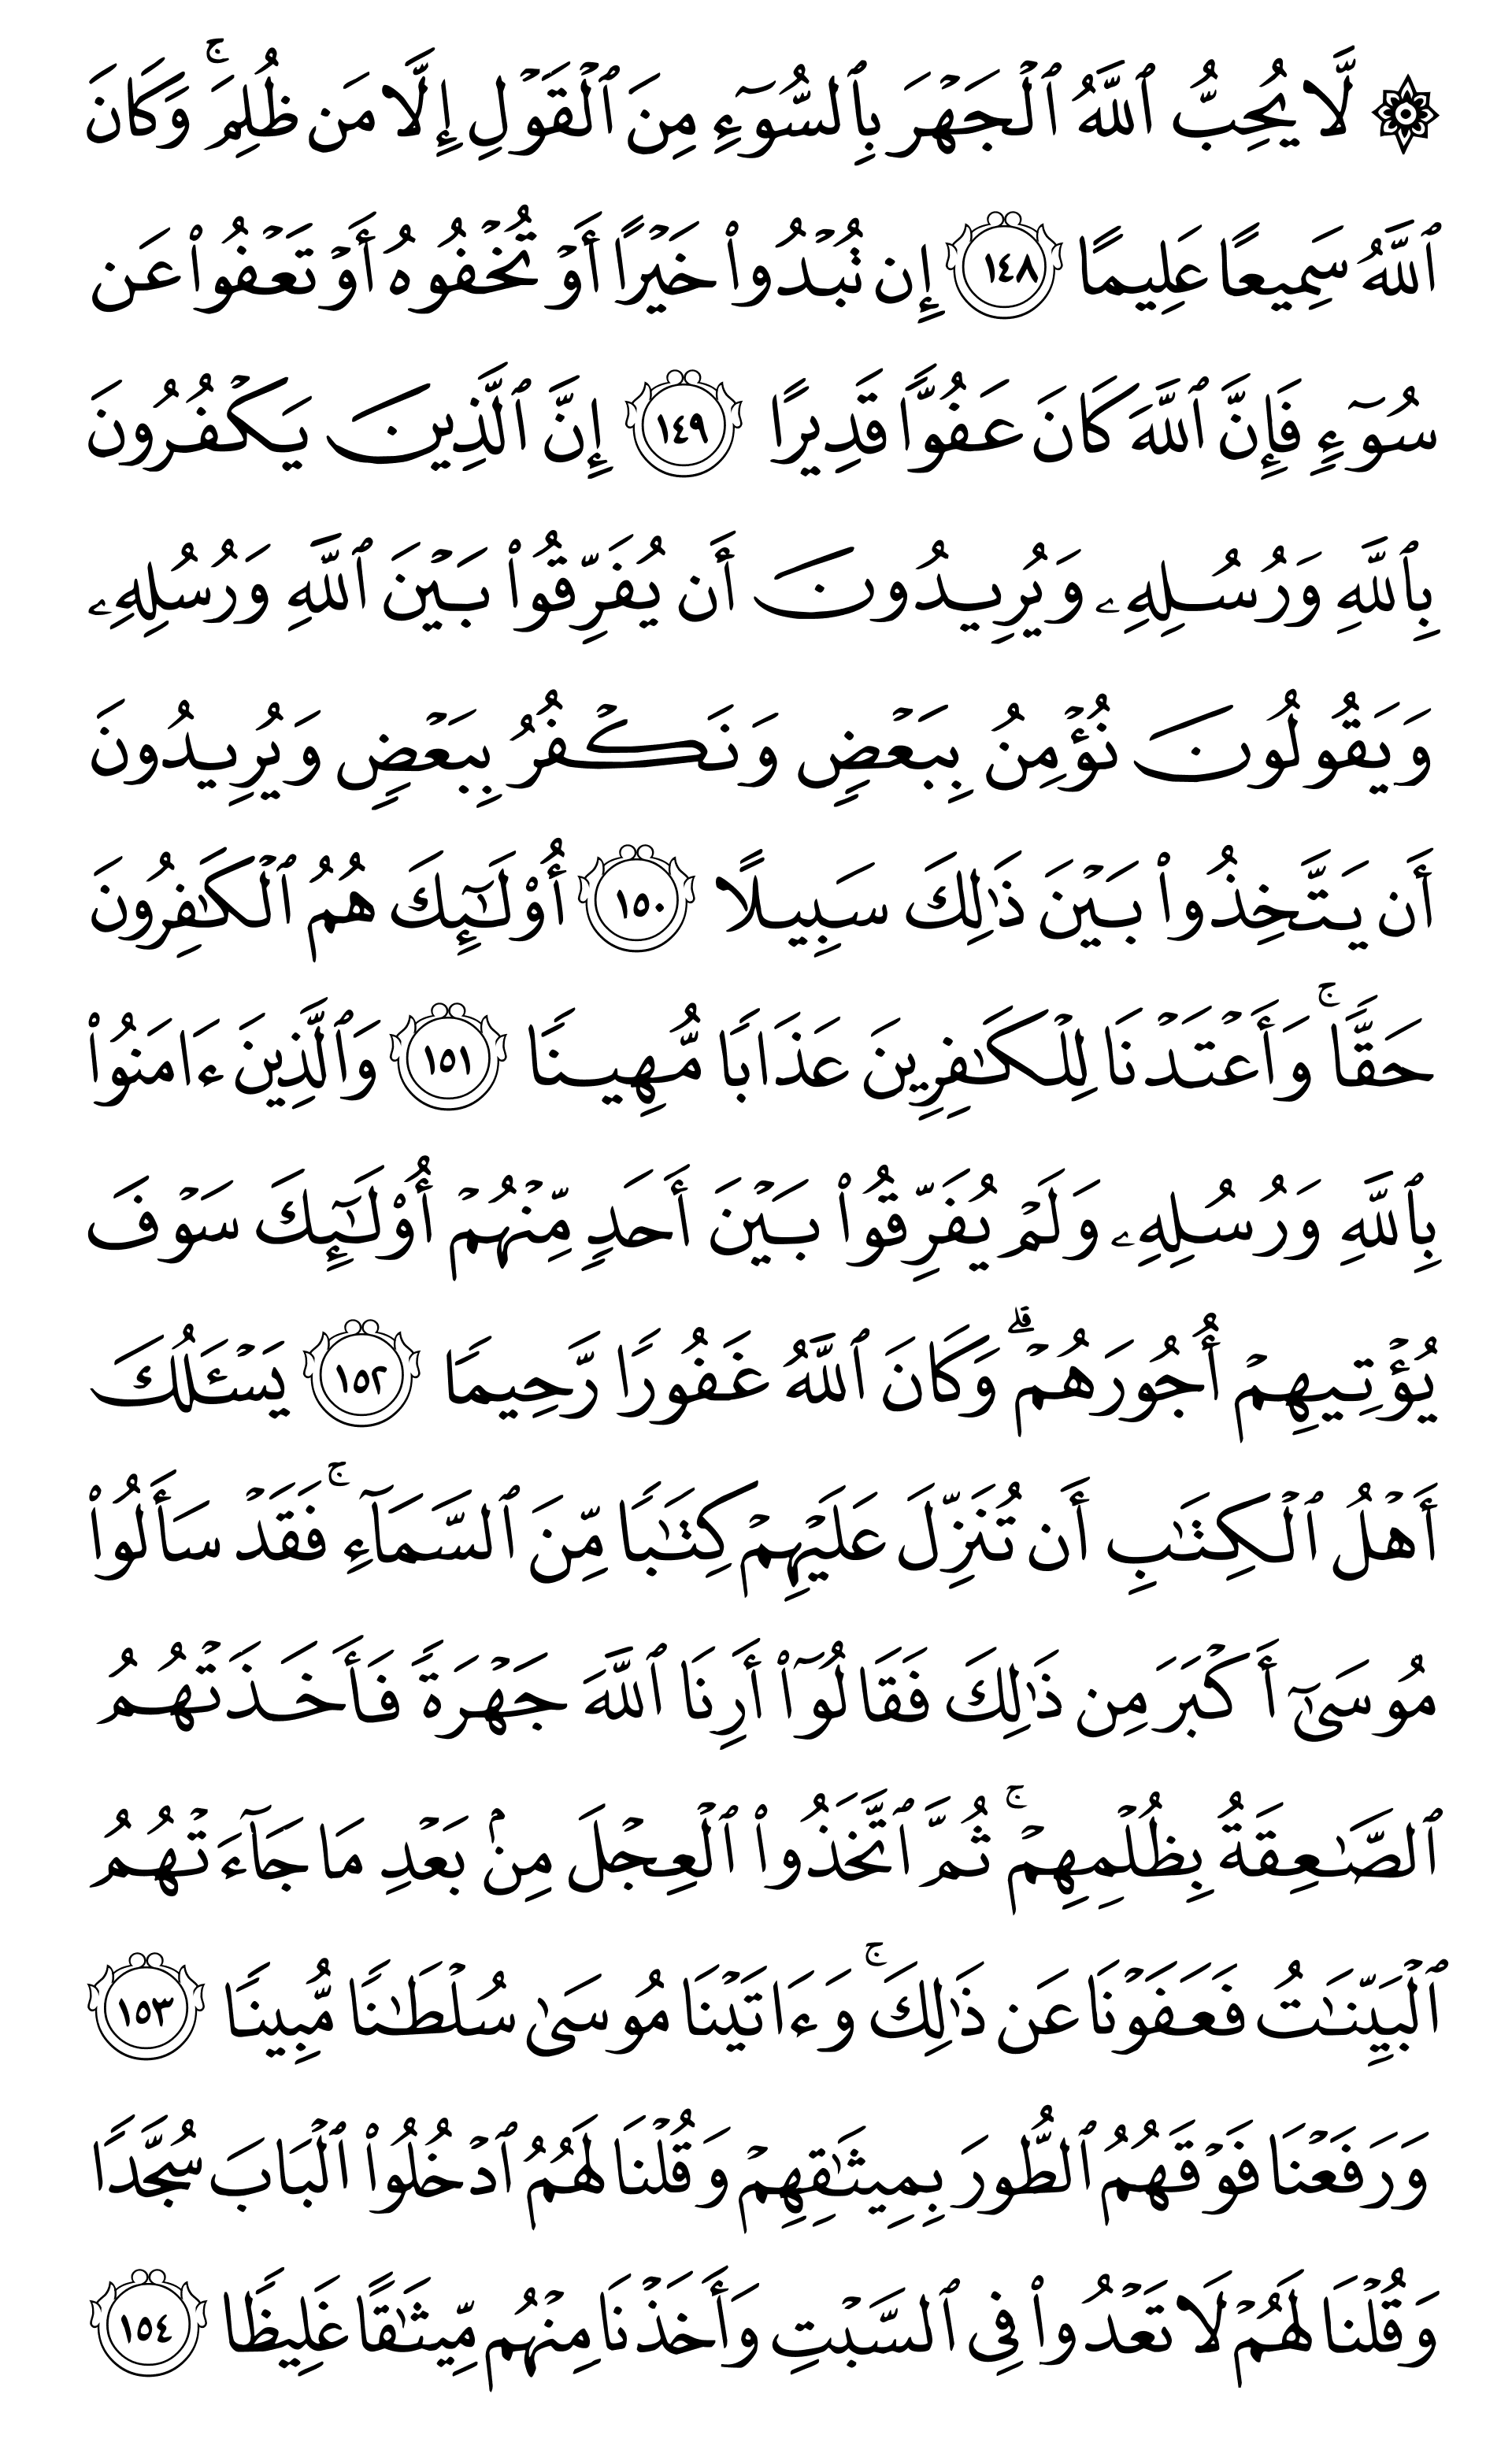 ۞ لَّا يُحِبُّ ٱللَّهُ ٱلْجَهْرَ بِٱلسُّوٓءِ مِنَ ٱلْقَوْلِ إِلَّا مَن ظُلِمَ ۚ وَكَانَ
ٱللَّهُ سَمِيعًا عَلِيمًا ١٤٨ إِن تُبْدُوا۟ خَيْرًا أَوْ تُخْفُوهُ أَوْ تَعْفُوا۟ عَن
سُوٓءٍ فَإِنَّ ٱللَّهَ كَانَ عَفُوًّا قَدِيرًا ١٤٩ إِنَّ ٱلَّذِينَ يَكْفُرُونَ
بِٱللَّهِ وَرُسُلِهِۦ وَيُرِيدُونَ أَن يُفَرِّقُوا۟ بَيْنَ ٱللَّهِ وَرُسُلِهِۦ
وَيَقُولُونَ نُؤْمِنُ بِبَعْضٍ وَنَكْفُرُ بِبَعْضٍ وَيُرِيدُونَ
أَن يَتَّخِذُوا۟ بَيْنَ ذَٰلِكَ سَبِيلًا ١٥٠ أُو۟لَـٰٓئِكَ هُمُ ٱلْكَـٰفِرُونَ
حَقًّا ۚ وَأَعْتَدْنَا لِلْكَـٰفِرِينَ عَذَابًا مُّهِينًا ١٥١ وَٱلَّذِينَ ءَامَنُوا۟
بِٱللَّهِ وَرُسُلِهِۦ وَلَمْ يُفَرِّقُوا۟ بَيْنَ أَحَدٍ مِّنْهُمْ أُو۟لَـٰٓئِكَ سَوْفَ
يُؤْتِيهِمْ أُجُورَهُمْ ۗ وَكَانَ ٱللَّهُ غَفُورًا رَّحِيمًا ١٥٢ يَسْـَٔلُكَ
أَهْلُ ٱلْكِتَـٰبِ أَن تُنَزِّلَ عَلَيْهِمْ كِتَـٰبًا مِّنَ ٱلسَّمَآءِ ۚ فَقَدْ سَأَلُوا۟
مُوسَىٰٓ أَكْبَرَ مِن ذَٰلِكَ فَقَالُوٓا۟ أَرِنَا ٱللَّهَ جَهْرَةً فَأَخَذَتْهُمُ
ٱلصَّـٰعِقَةُ بِظُلْمِهِمْ ۚ ثُمَّ ٱتَّخَذُوا۟ ٱلْعِجْلَ مِنۢ بَعْدِ مَا جَآءَتْهُمُ
ٱلْبَيِّنَـٰتُ فَعَفَوْنَا عَن ذَٰلِكَ ۚ وَءَاتَيْنَا مُوسَىٰ سُلْطَـٰنًا مُّبِينًا ١٥٣
وَرَفَعْنَا فَوْقَهُمُ ٱلطُّورَ بِمِيثَـٰقِهِمْ وَقُلْنَا لَهُمُ ٱدْخُلُوا۟ ٱلْبَابَ سُجَّدًا
وَقُلْنَا لَهُمْ لَا تَعْدُوا۟ فِى ٱلسَّبْتِ وَأَخَذْنَا مِنْهُم مِّيثَـٰقًا غَلِيظًا ١٥٤